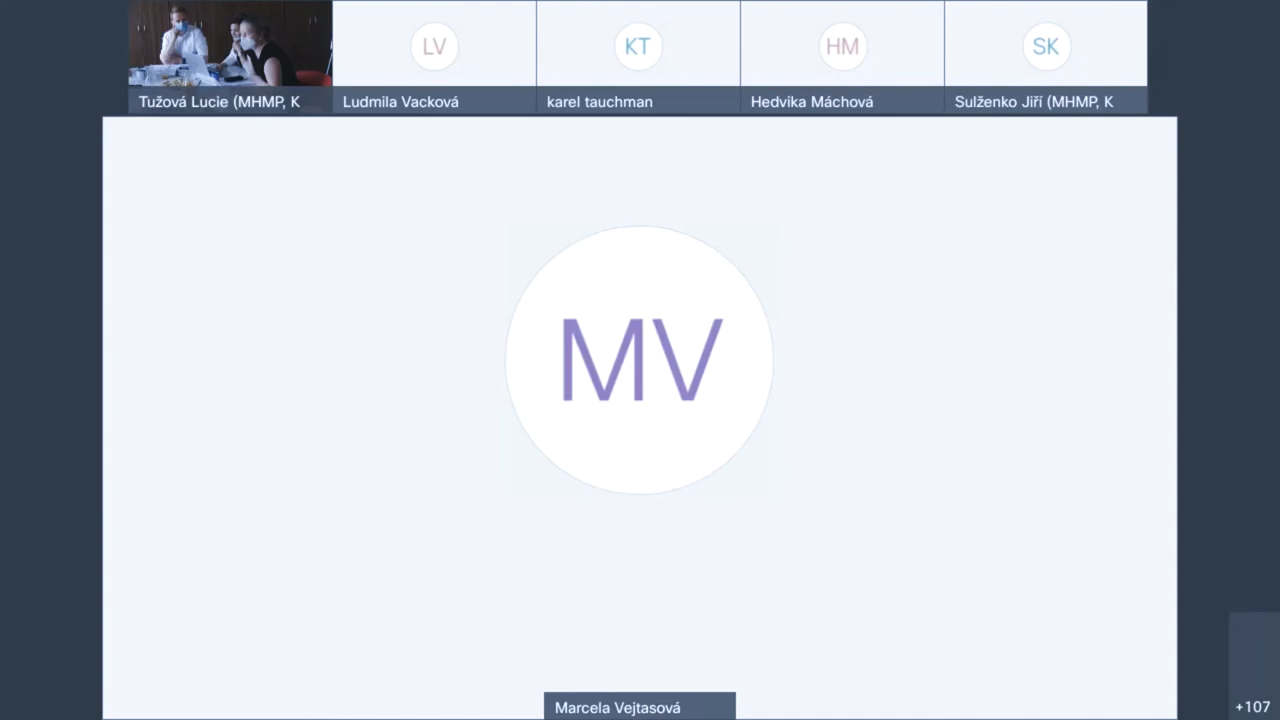 LV
KT
HM
SK
Tužová Lucie (MHMP, K
Ludmila Vacková
karel tauchman
Hedvika Máchová
Sulženko Jiří (MHMP, K
MV
Marcela Vejtasová
+107